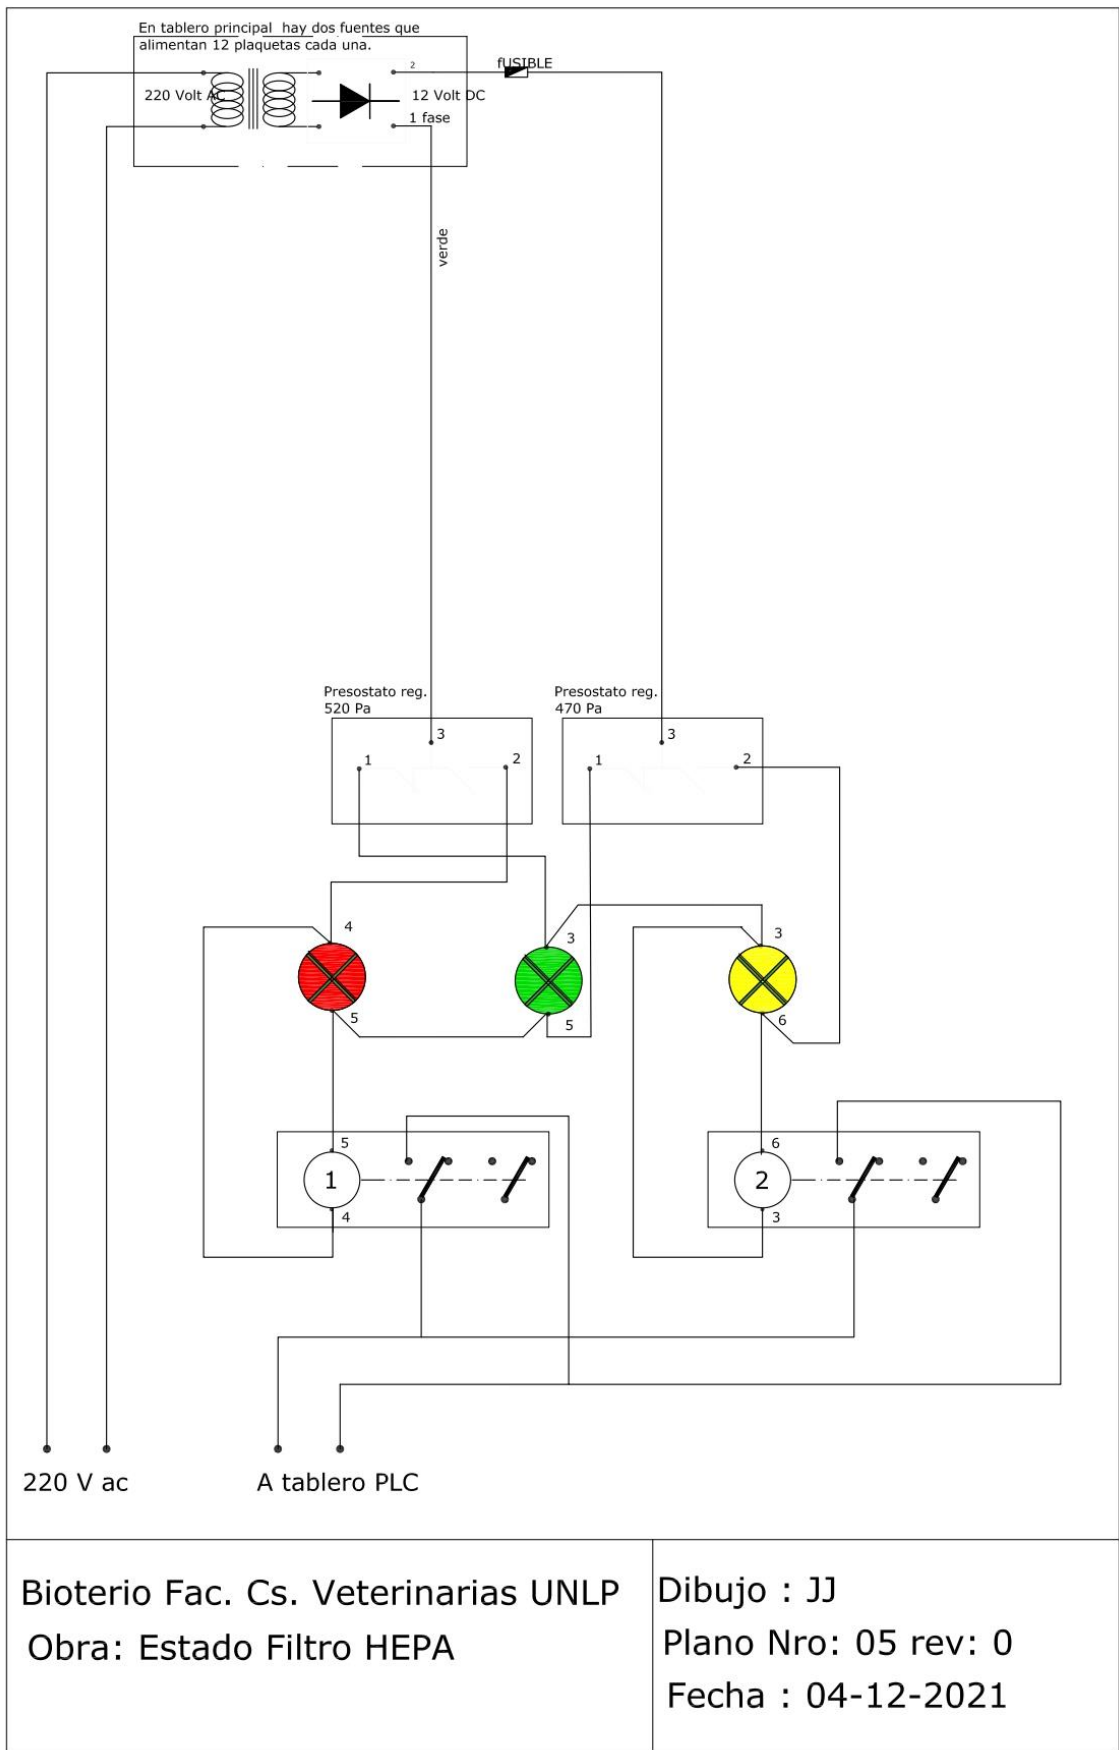 En tablero principal  hay dos fuentes que
alimentan 12 plaquetas cada una.
fUSIBLE
2
220 Volt AC
12 Volt DC
1 fase
verde
Presostato reg.
520 Pa
Presostato reg.
470 Pa
3
3
1
2
1
2
4
3
3
5
5
6
5
6
1
2
4
3
220 V ac
A tablero PLC
Bioterio Fac. Cs. Veterinarias UNLP
Obra: Estado Filtro HEPA
Dibujo : JJ
Plano Nro: 05 rev: 0
Fecha : 04-12-2021